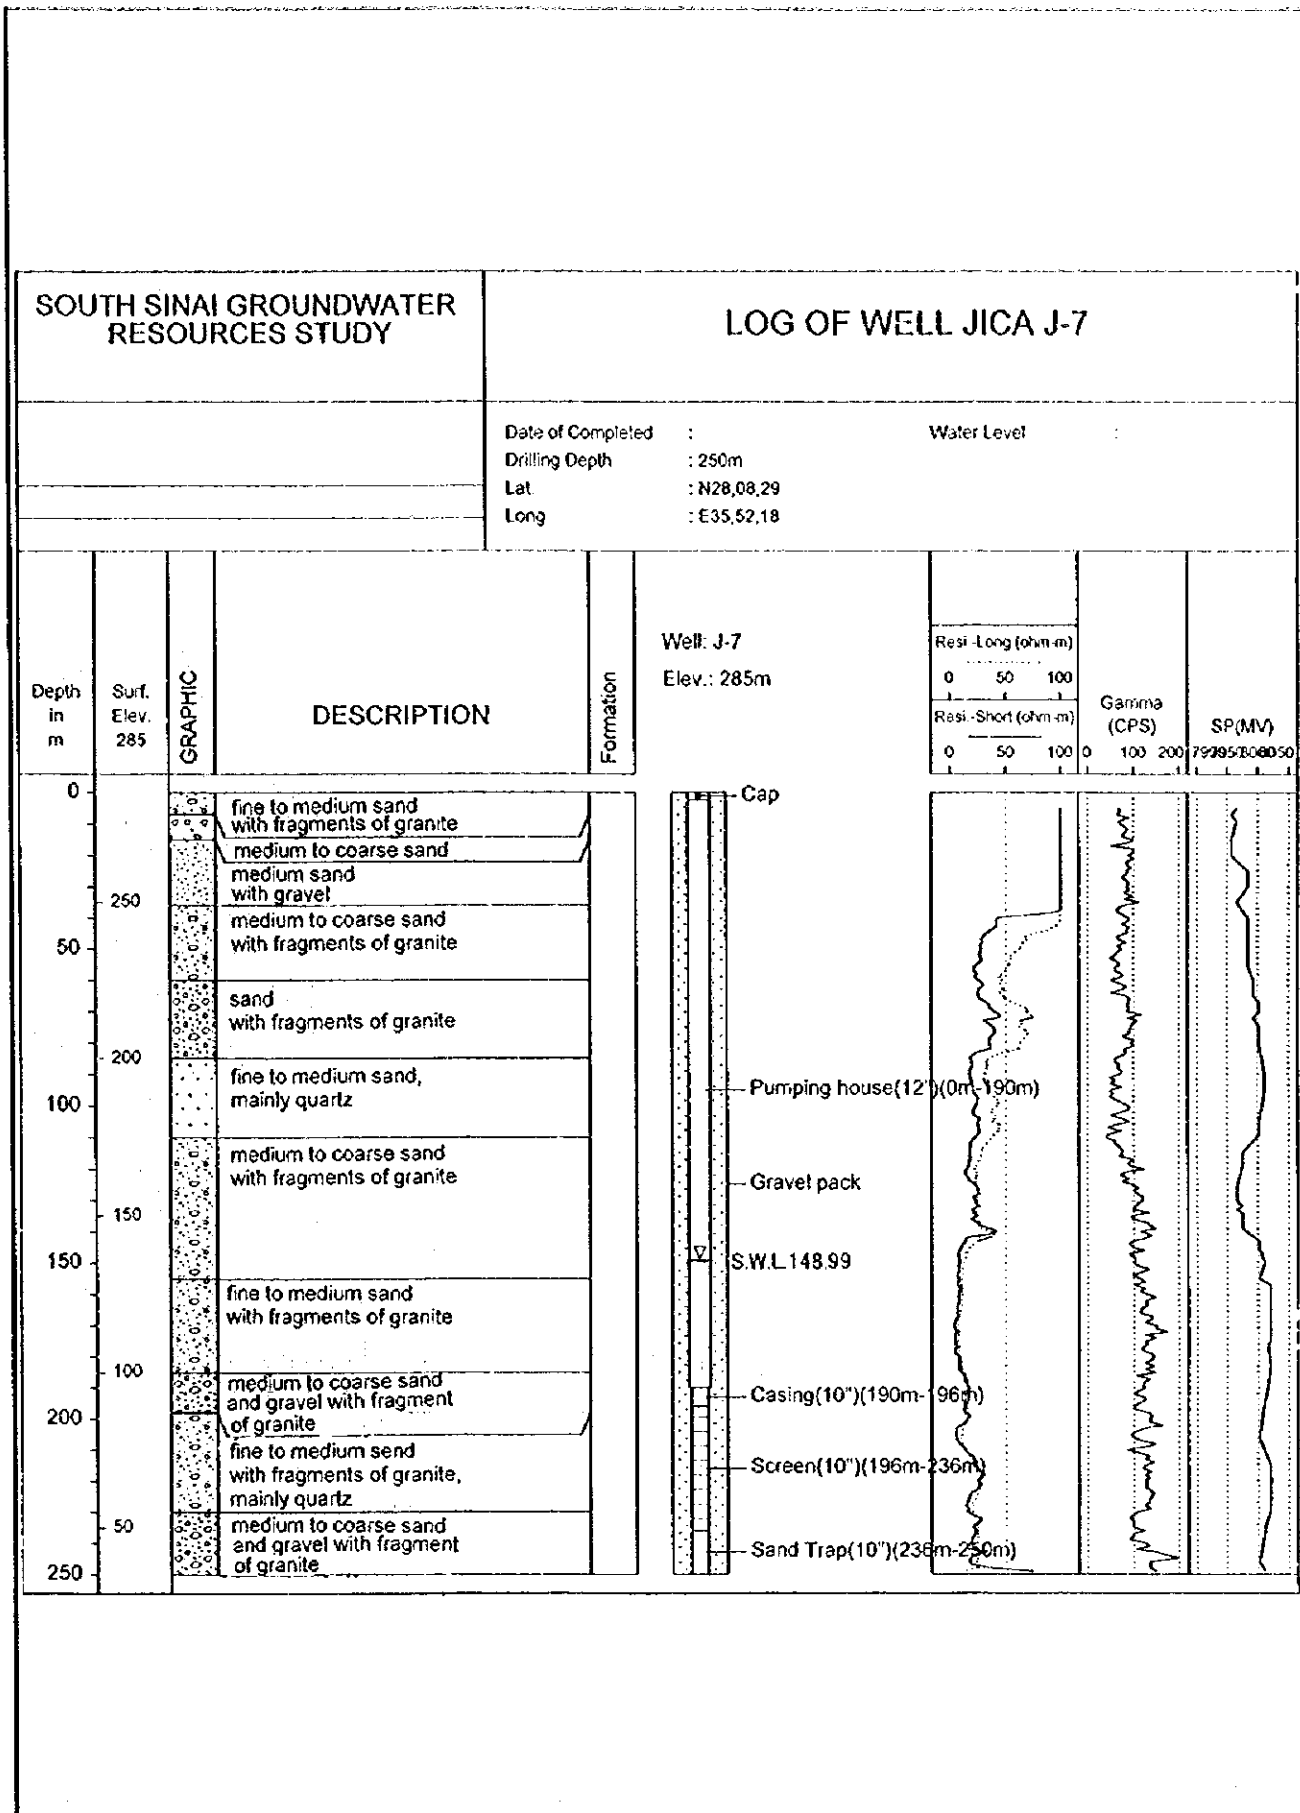 SOUTH SINAI GROUNDWATER
RESOURCES STUDY
LOG OF WELL JICA J-7
Date of Completed :
Water Level :
Drilling Depth : 250m
Lat. : N28,08,29
Long : E35,52,18
Depth
in
m
Surf.
Elev.
285
GRAPHIC
DESCRIPTION
Formation
Well: J-7
Elev.: 285m
Resi.-Long (ohm-m)
0 50 100
Resi.-Short (ohm-m)
0 50 100
Gamma
(CPS)
0 100 200
SP(MV)
0
50
100
150
200
250
250
200
150
100
50
fine to medium sand
with fragments of granite
medium to coarse sand
medium sand
with gravel
medium to coarse sand
with fragments of granite
sand
with fragments of granite
fine to medium sand,
mainly quartz
medium to coarse sand
with fragments of granite
fine to medium sand
with fragments of granite
medium to coarse sand
and gravel with fragment
of granite
fine to medium send
with fragments of granite,
mainly quartz
medium to coarse sand
and gravel with fragment
of granite
Cap
Pumping house(12")(0m-190m)
Gravel pack
S.W.L.148.99
Casing(10")(190m-196m)
Screen(10")(196m-236m)
Sand Trap(10")(236m-250m)